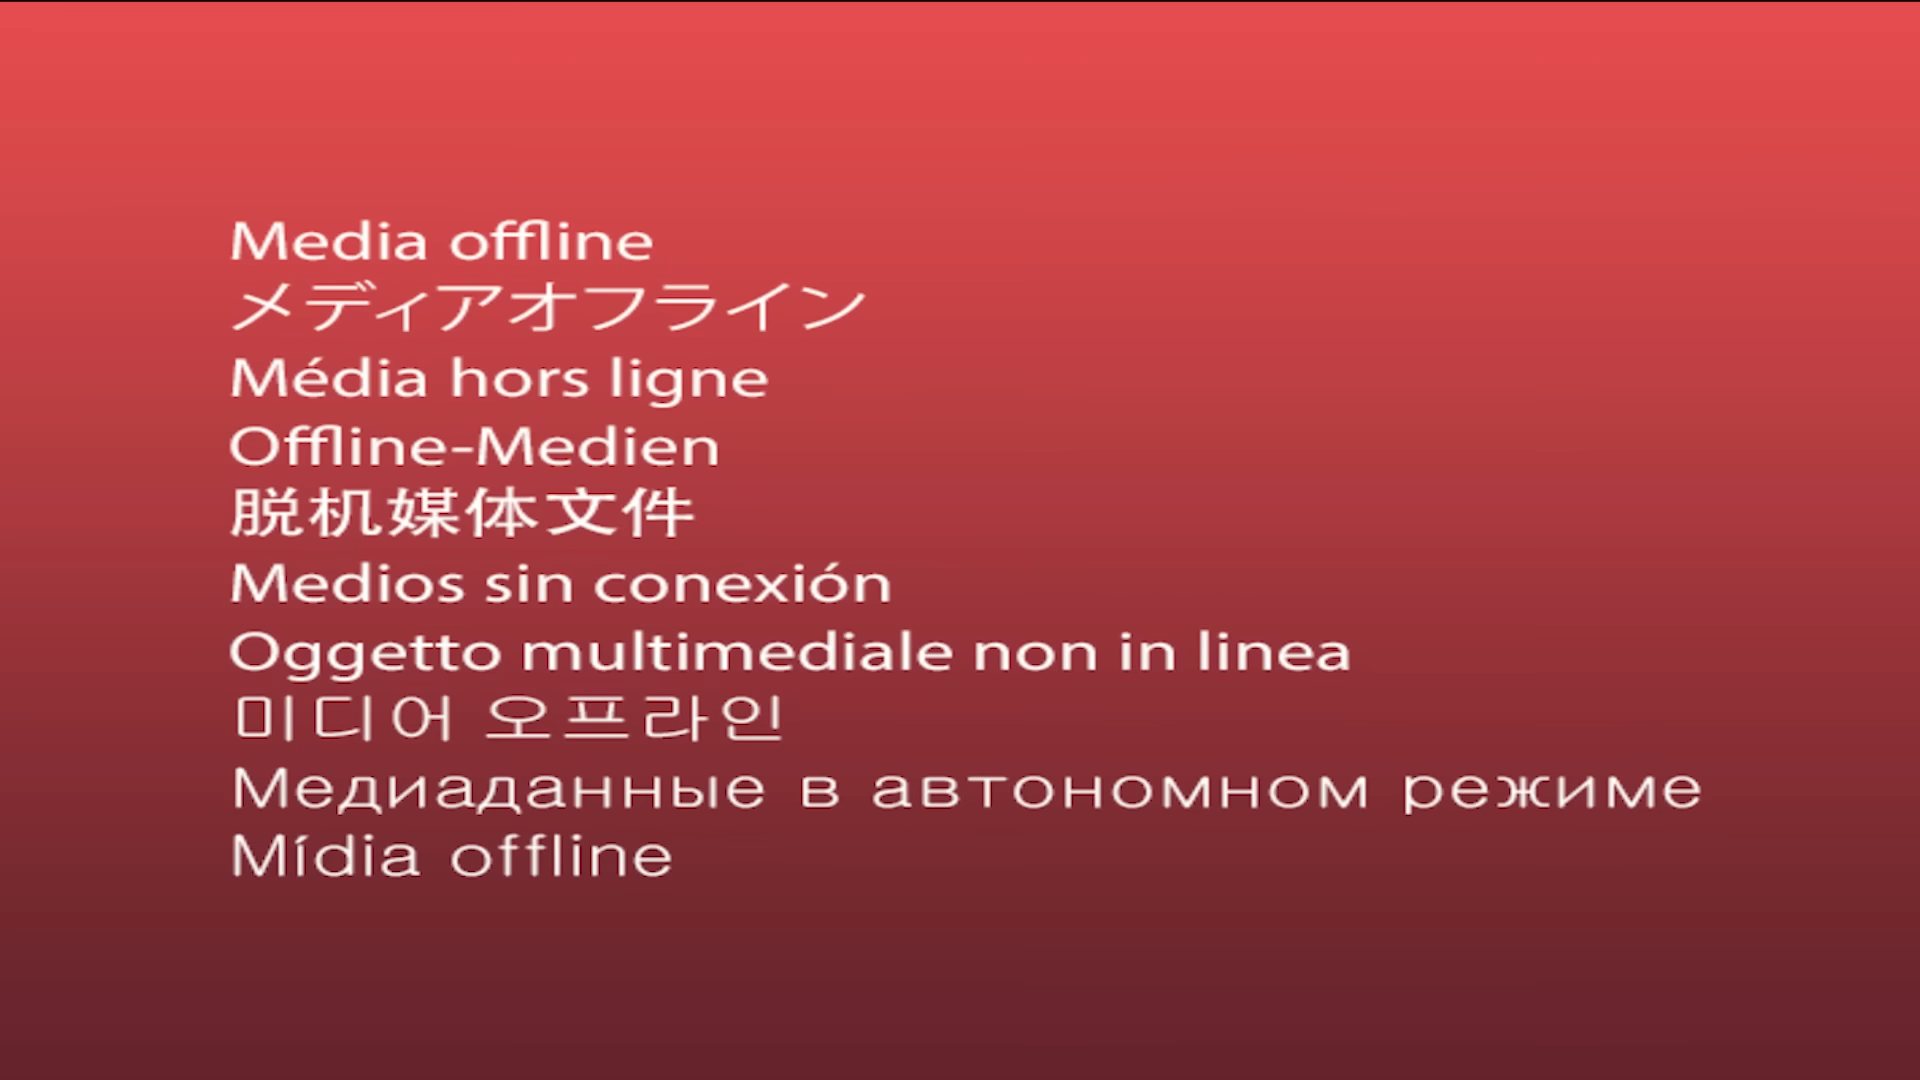 Media offline
メディアオフライン
Média hors ligne
Offline-Medien
脱机媒体文件
Medios sin conexión
Oggetto multimediale non in linea
미디어 오프라인
Медиаданные в автономном режиме
Mídia offline